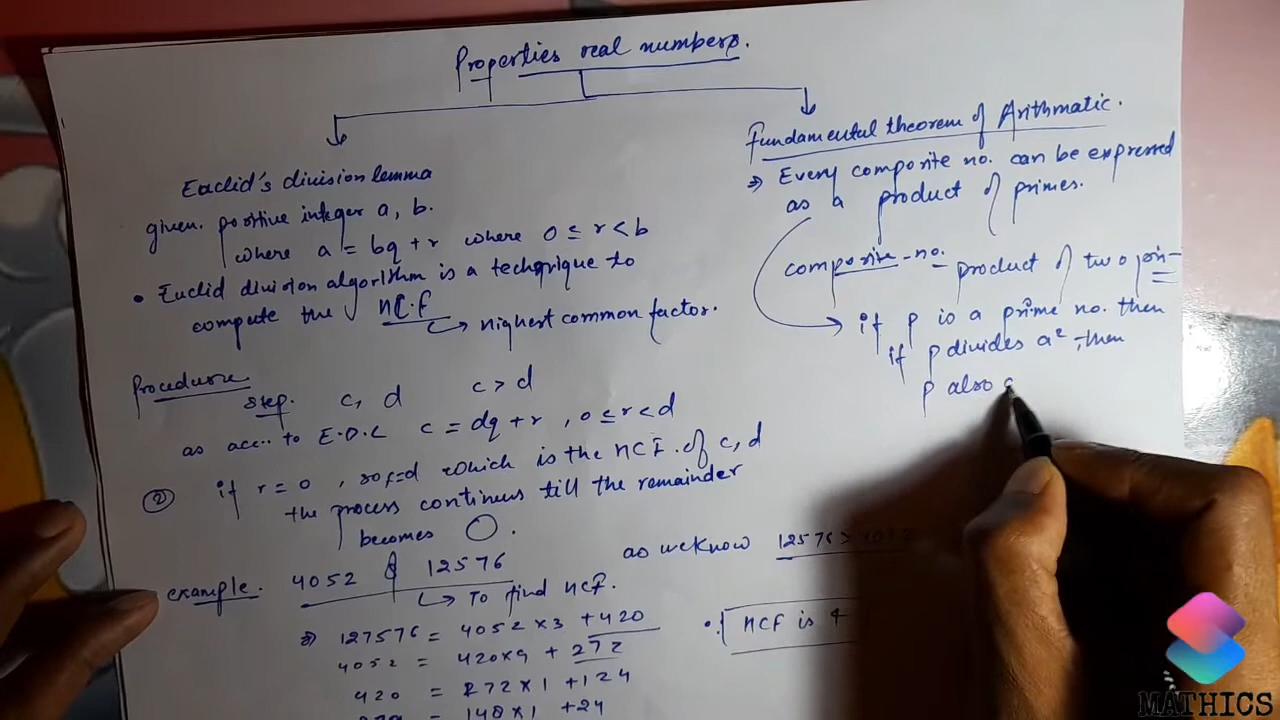 Properties real numbers.
Euclid's division lemma
given. positive integer a, b.
where a = bq + r where 0 ≤ r < b
• Euclid division algorithm is a technique to
compute the HCF
↳ highest common factor.
Procedure
step. c, d c > d
as acc.. to E.D.L c = dq + r , 0 ≤ r < d
② if r = 0 , so r=d which is the HCF. of c, d
the process continues till the remainder
becomes O.
example. 4052 & 12576
↳ To find HCF.
as we know 12576 >
⇒ 127576 = 4052 × 3 + 420
4052 = 420 × 9 + 272
420 = 272 × 1 + 124
148 × 1 + 24
HCF is 4
Fundamental theorem of Arithmatic.
⇒ Every composite no. can be expressed
as a product of primes.
composite - no. product of two
→ if p is a prime no. then
if p divides a², then
p also
MATHICS